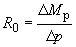 R₀ = ΔMₚ / Δp